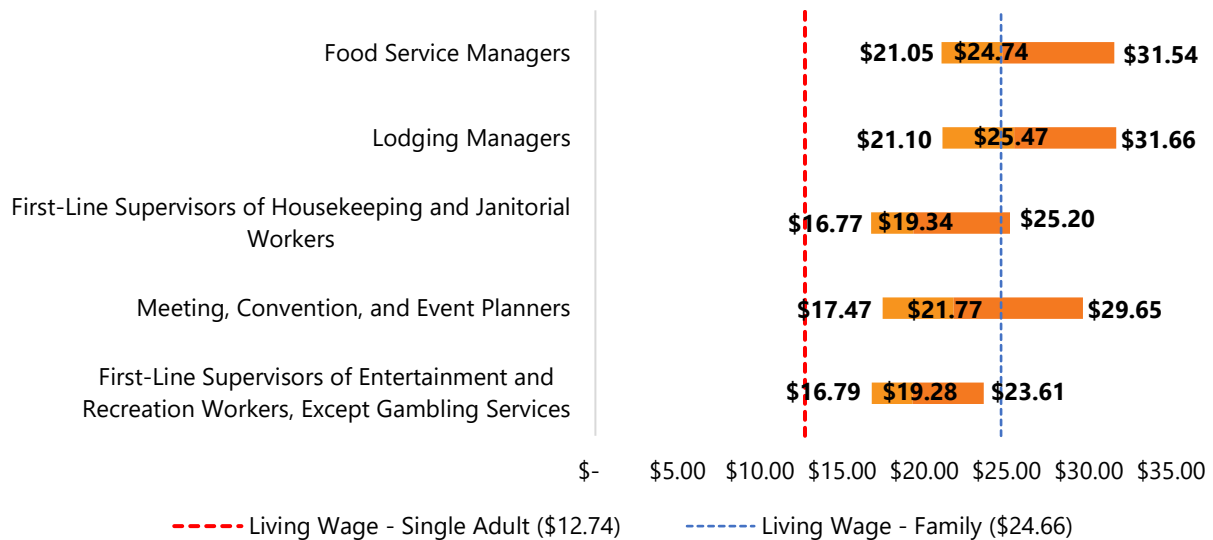 Food Service Managers
$21.05 $24.74 $31.54
Lodging Managers
$21.10 $25.47 $31.66
First-Line Supervisors of Housekeeping and Janitorial
Workers
$16.77 $19.34 $25.20
Meeting, Convention, and Event Planners
$17.47 $21.77 $29.65
First-Line Supervisors of Entertainment and
Recreation Workers, Except Gambling Services
$16.79 $19.28 $23.61
$- $5.00 $10.00 $15.00 $20.00 $25.00 $30.00 $35.00
Living Wage - Single Adult ($12.74) Living Wage - Family ($24.66)